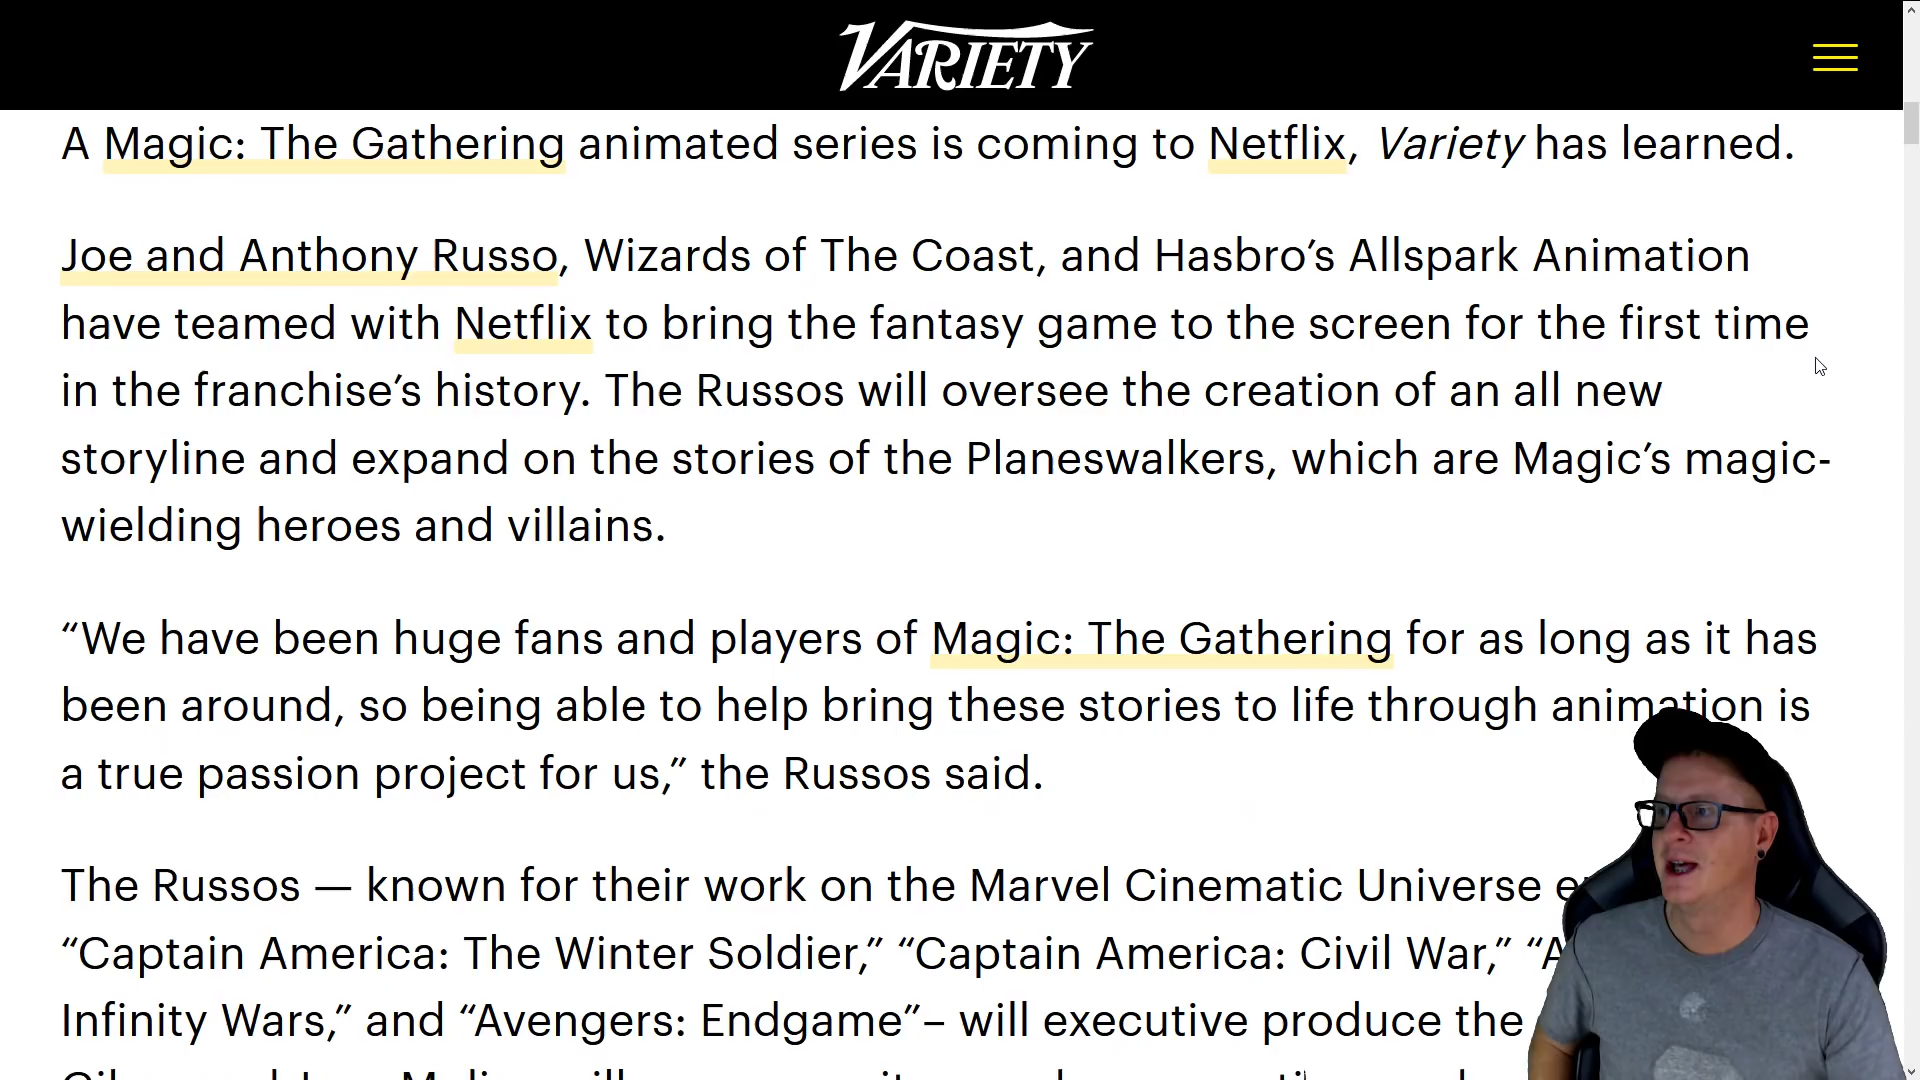 VARIETY
A Magic: The Gathering animated series is coming to Netflix, Variety has learned.
Joe and Anthony Russo, Wizards of The Coast, and Hasbro’s Allspark Animation
have teamed with Netflix to bring the fantasy game to the screen for the first time
in the franchise’s history. The Russos will oversee the creation of an all new
storyline and expand on the stories of the Planeswalkers, which are Magic’s magic-
wielding heroes and villains.
“We have been huge fans and players of Magic: The Gathering for as long as it has
been around, so being able to help bring these stories to life through animation is
a true passion project for us,” the Russos said.
The Russos — known for their work on the Marvel Cinematic Universe
“Captain America: The Winter Soldier,” “Captain America: Civil War,”
Infinity Wars,” and “Avengers: Endgame”– will executive produce the